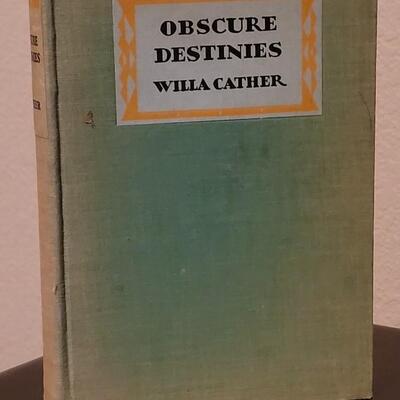 OBSCURE
DESTINIES
WILLA CATHER